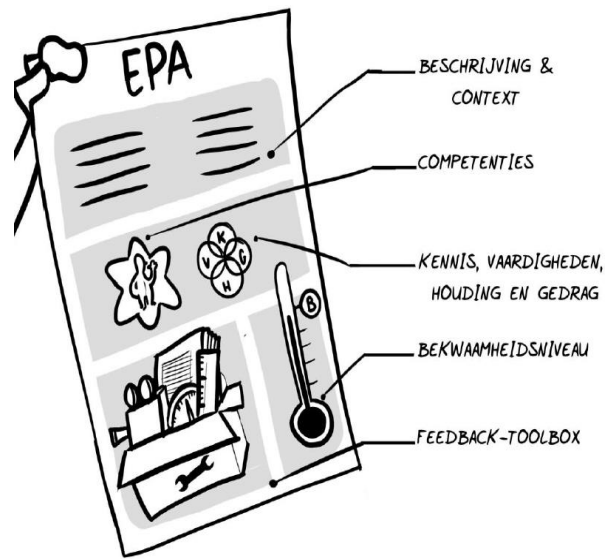 EPA
BESCHRIJVING &
CONTEXT
COMPETENTIES
K
V
G
H
KENNIS, VAARDIGHEDEN,
HOUDING EN GEDRAG
B
BEKWAAMHEIDSNIVEAU
FEEDBACK-TOOLBOX